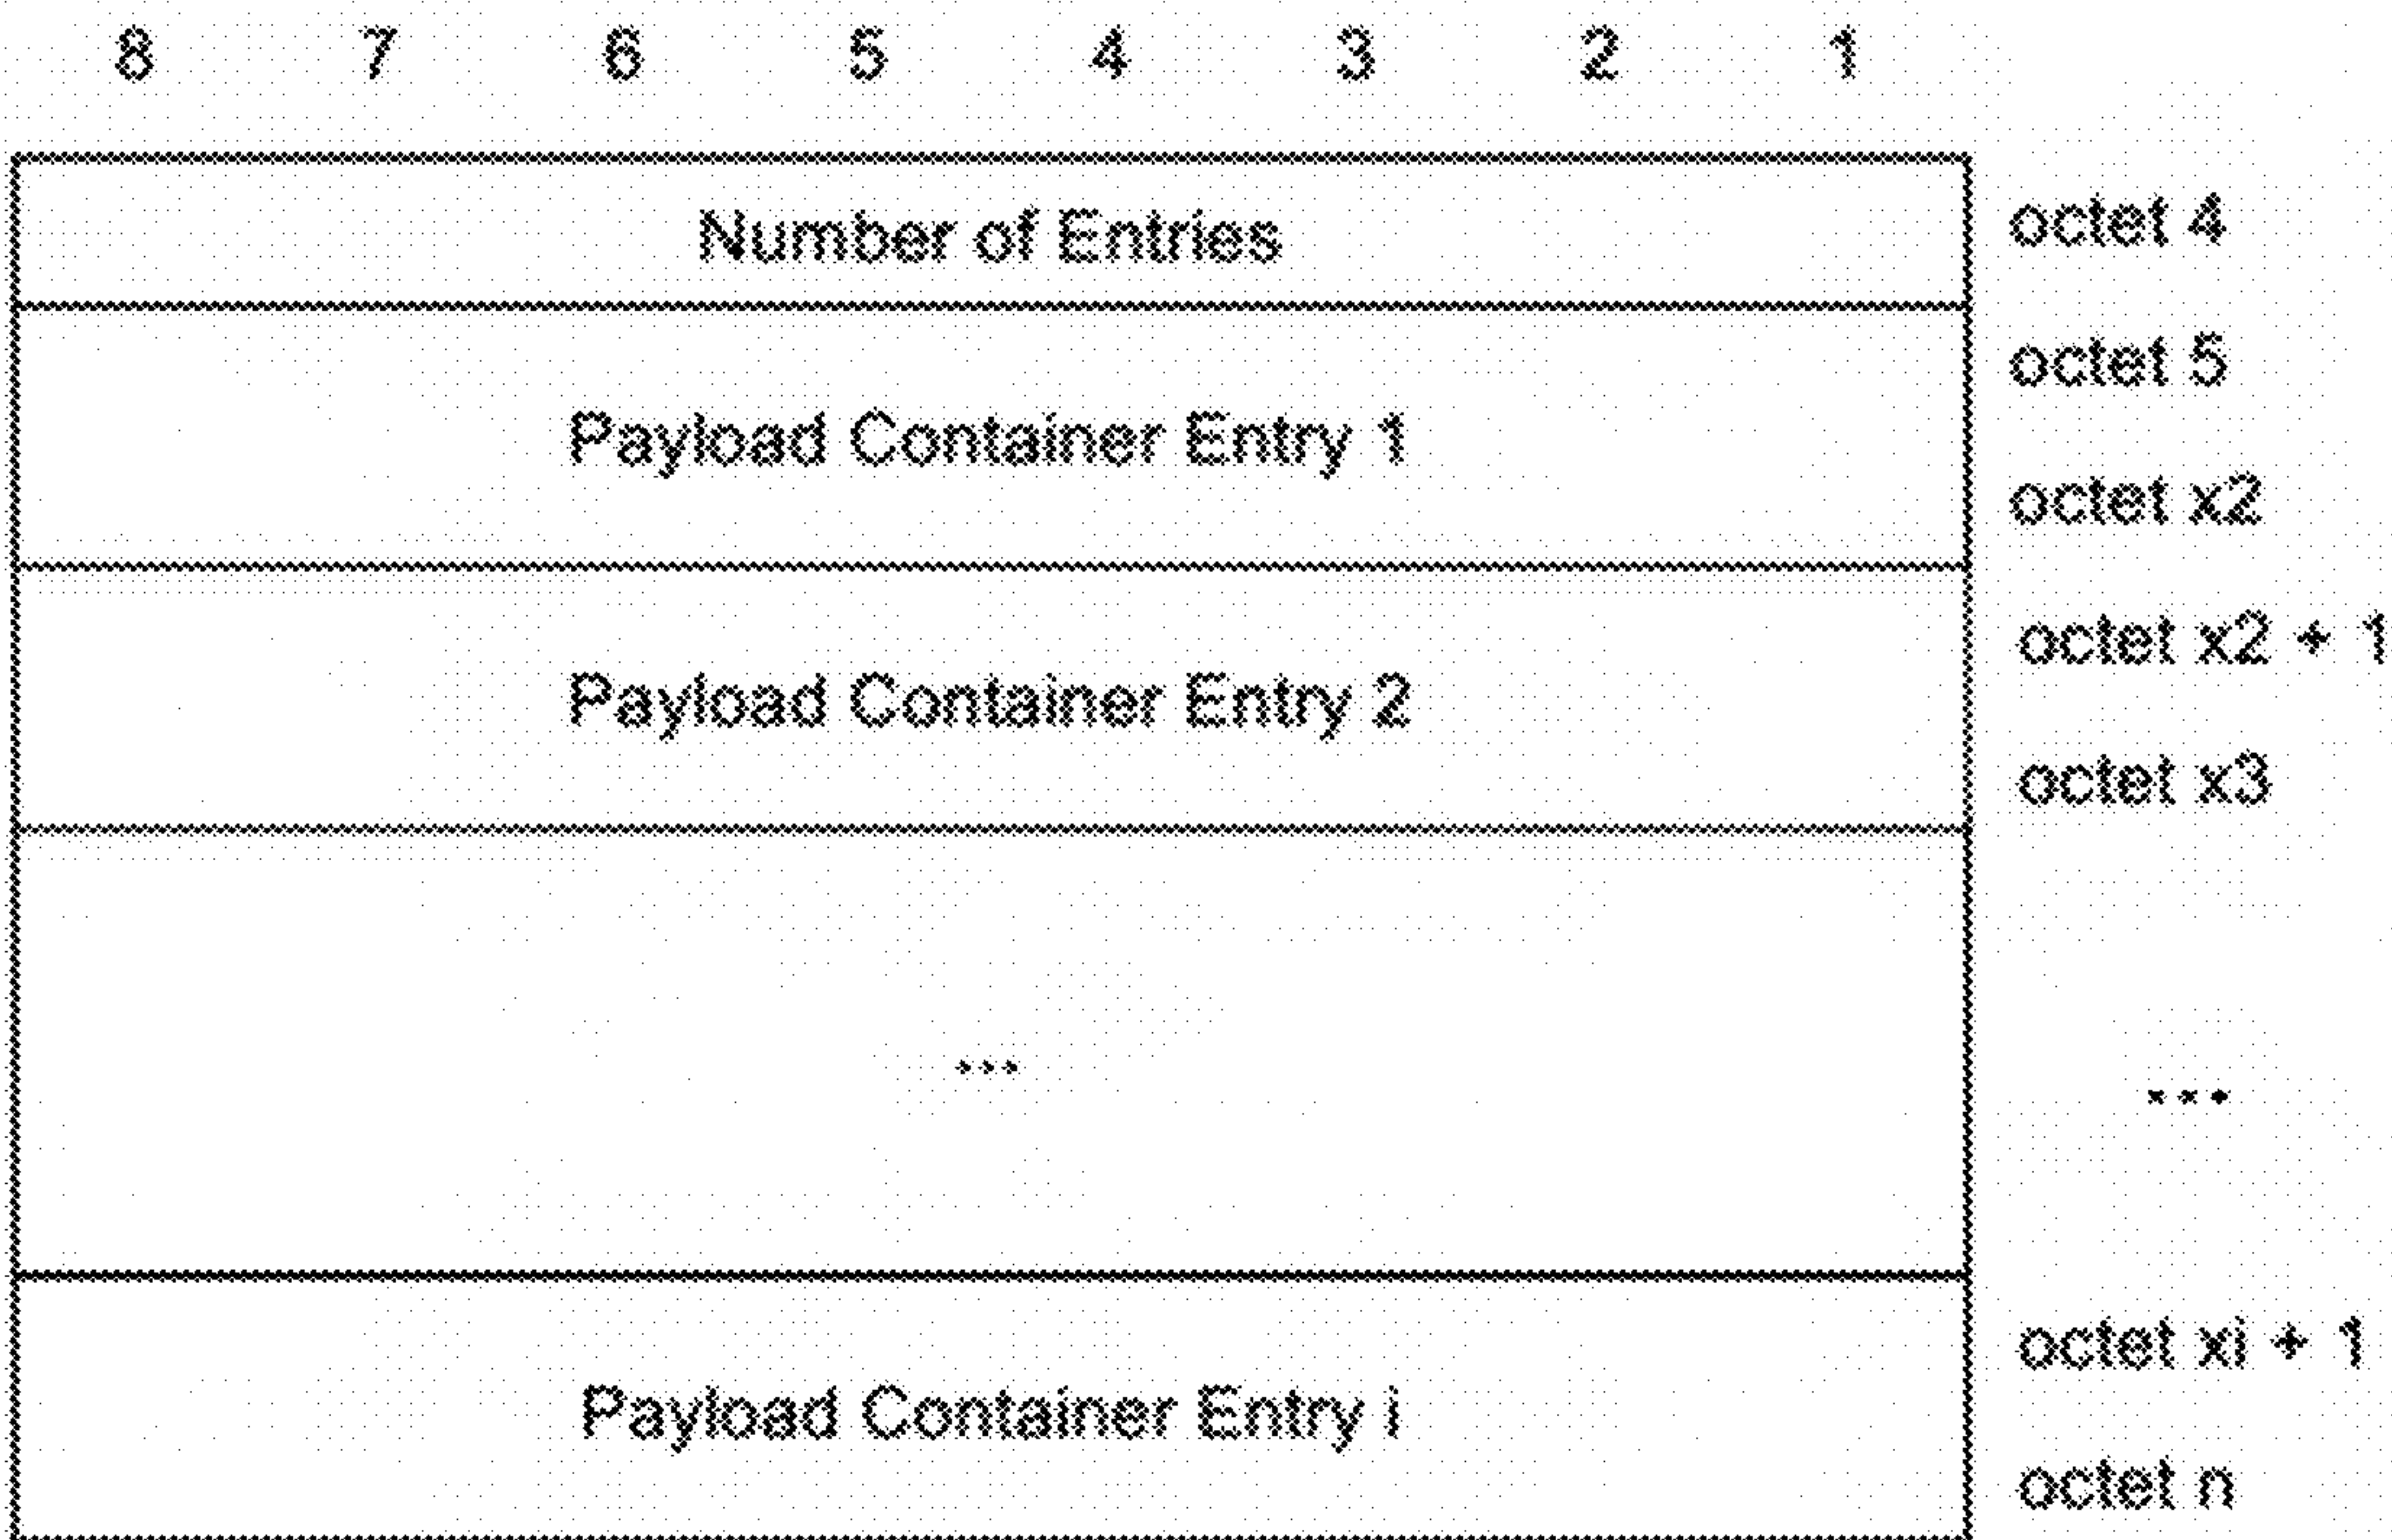 8 7 6 5 4 3 2 1
Number of Entries octet 4
octet 5
Payload Container Entry 1
octet x2
octet x2 + 1
Payload Container Entry 2
octet x3
... ...
octet xi + 1
Payload Container Entry i
octet n